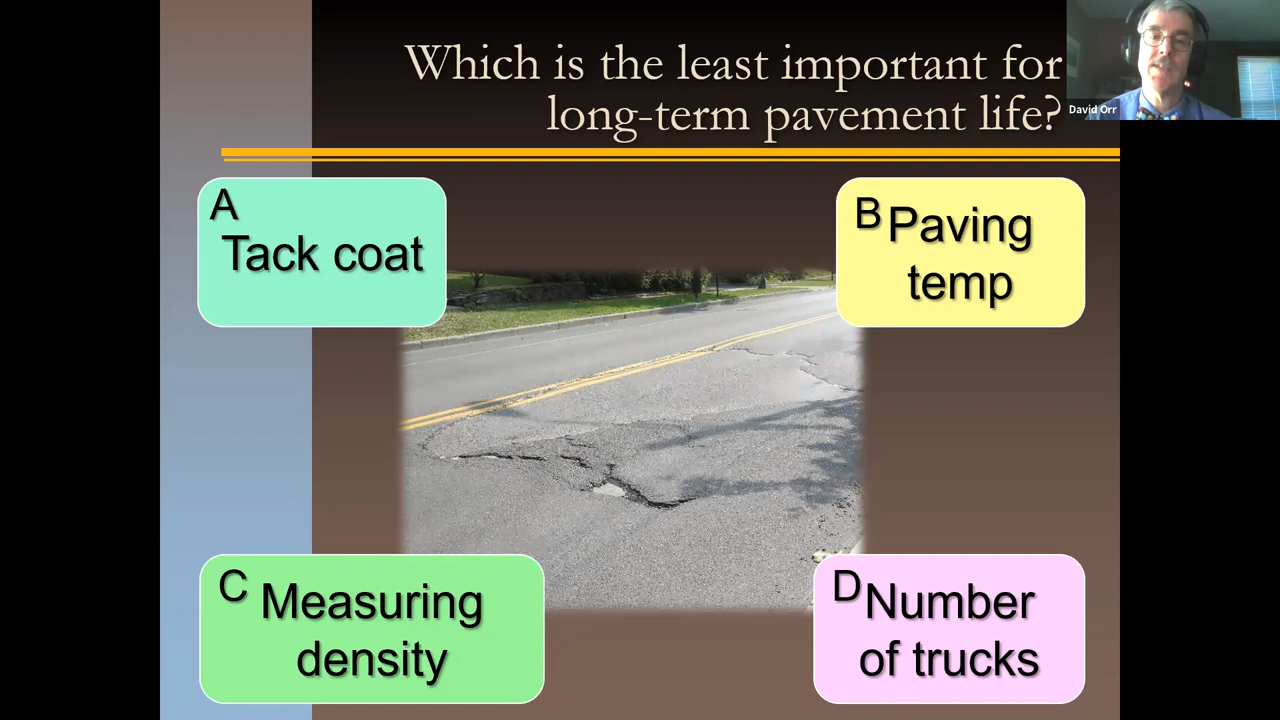 Which is the least important for
long-term pavement life?
David Orr
A
Tack coat
B Paving
temp
C Measuring
density
D Number
of trucks